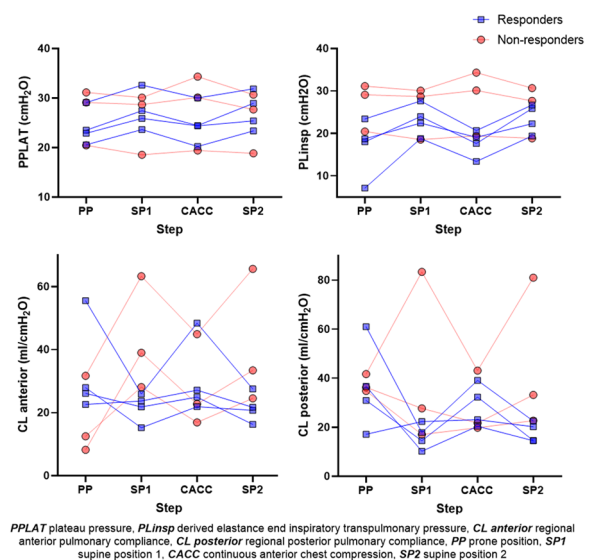 Responders
Non-responders
PPLAT (cmH₂O)
40
30
20
10
PP SP1 CACC SP2
Step
PLinsp (cmH2O)
40
30
20
10
PP SP1 CACC SP2
Step
CL anterior (ml/cmH₂O)
60
40
20
0
PP SP1 CACC SP2
Step
CL posterior (ml/cmH₂O)
80
60
40
20
0
PP SP1 CACC SP2
Step
PPLAT plateau pressure, PLinsp derived elastance end inspiratory transpulmonary pressure, CL anterior regional
anterior pulmonary compliance, CL posterior regional posterior pulmonary compliance, PP prone position, SP1
supine position 1, CACC continuous anterior chest compression, SP2 supine position 2